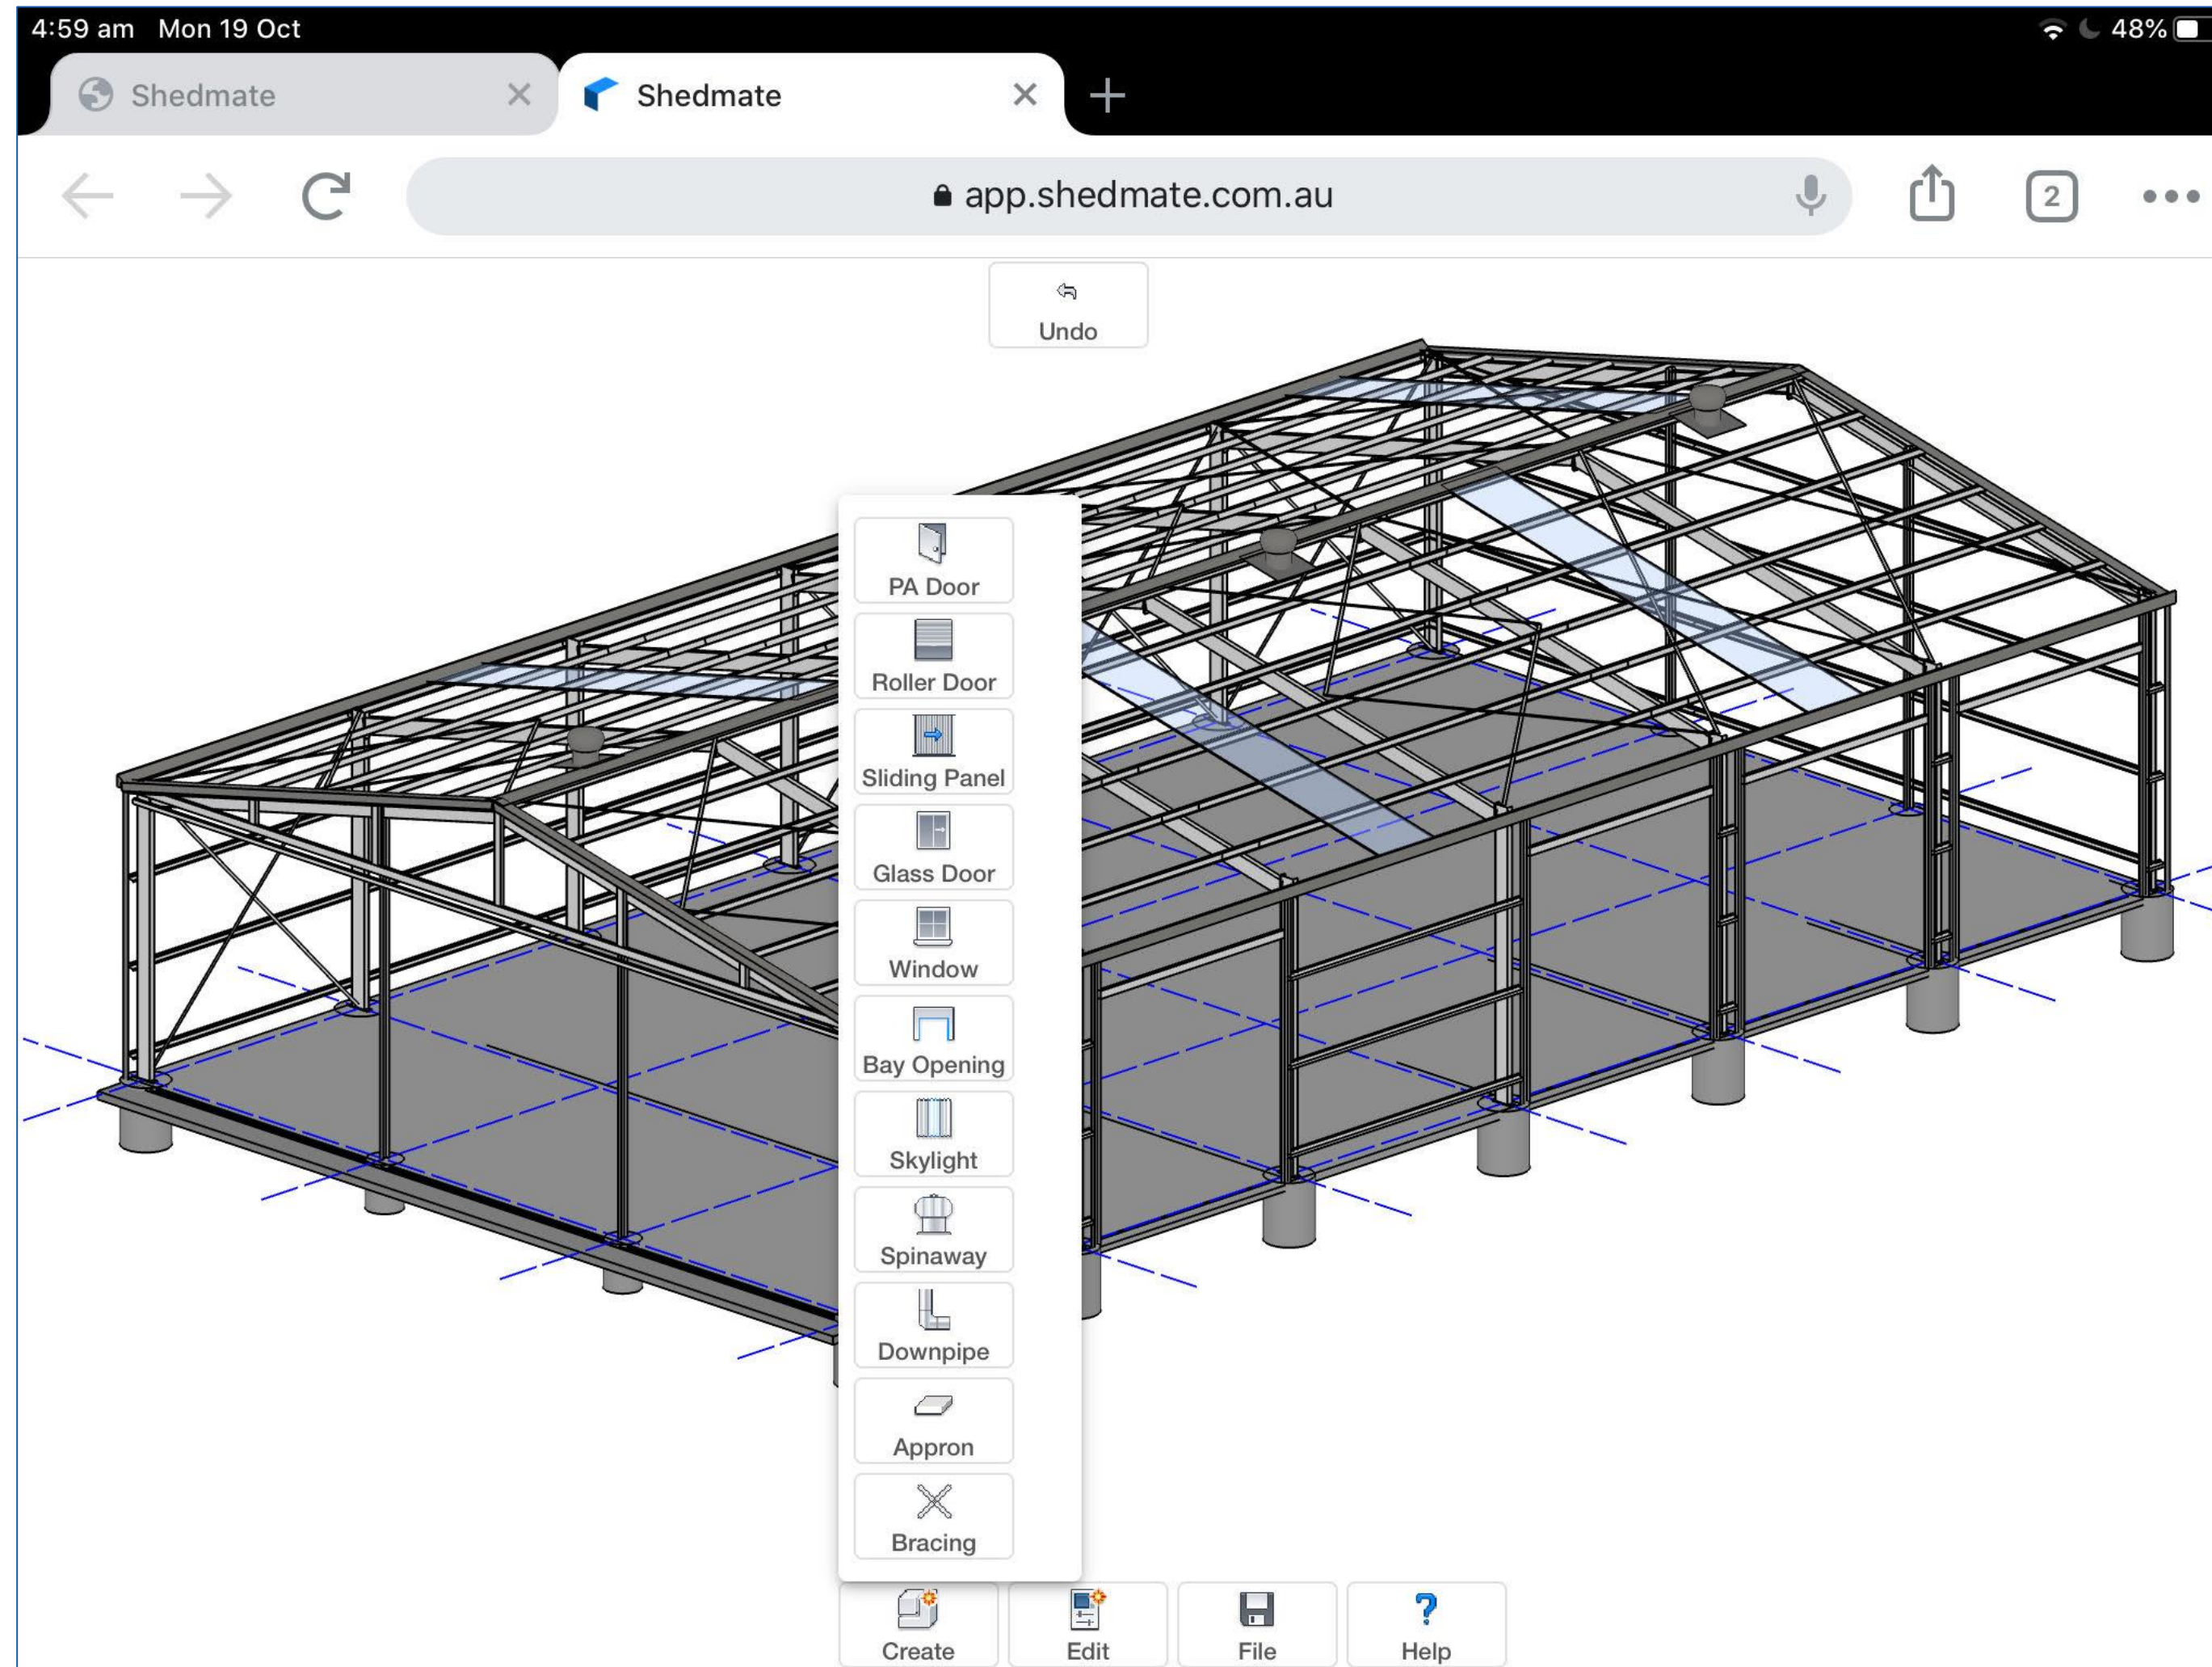 4:59 am Mon 19 Oct
48%
Shedmate
Shedmate
app.shedmate.com.au
2
Undo
PA Door
Roller Door
Sliding Panel
Glass Door
Window
Bay Opening
Skylight
Spinaway
Downpipe
Appron
Bracing
Create
Edit
File
Help